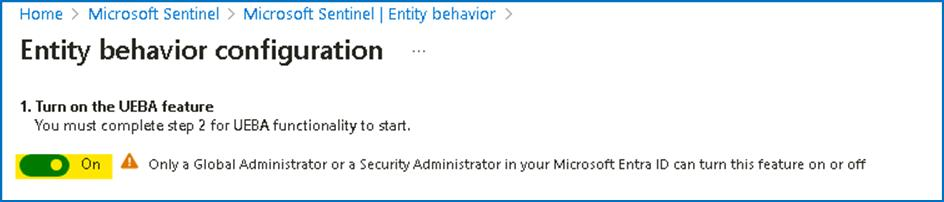 Home > Microsoft Sentinel > Microsoft Sentinel | Entity behavior >
Entity behavior configuration ...
1. Turn on the UEBA feature
You must complete step 2 for UEBA functionality to start.
On Only a Global Administrator or a Security Administrator in your Microsoft Entra ID can turn this feature on or off